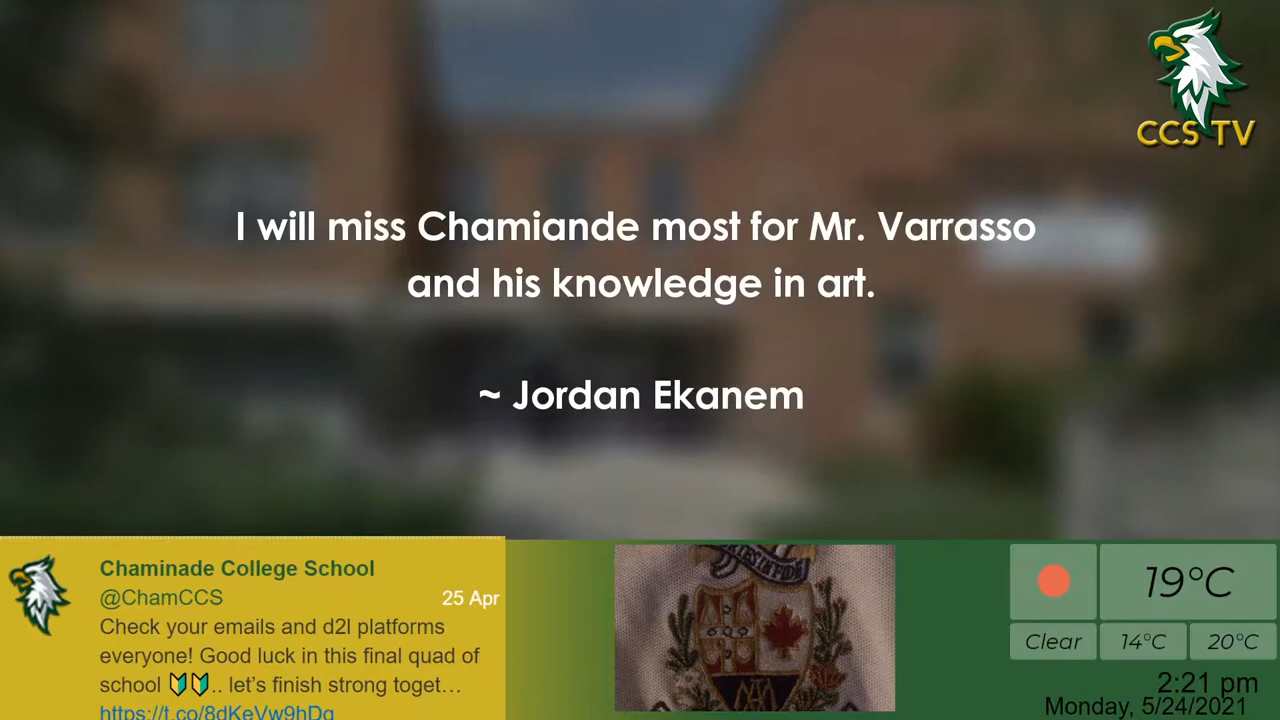 CCS TV
I will miss Chamiande most for Mr. Varrasso
and his knowledge in art.
~ Jordan Ekanem
Chaminade College School
@ChamCCS
25 Apr
Check your emails and d2l platforms
everyone! Good luck in this final quad of
school 🔰🔰.. let’s finish strong toget…
https://t.co/8dKeVw9hDg
19°C
Clear
14°C
20°C
2:21 pm
Monday, 5/24/2021